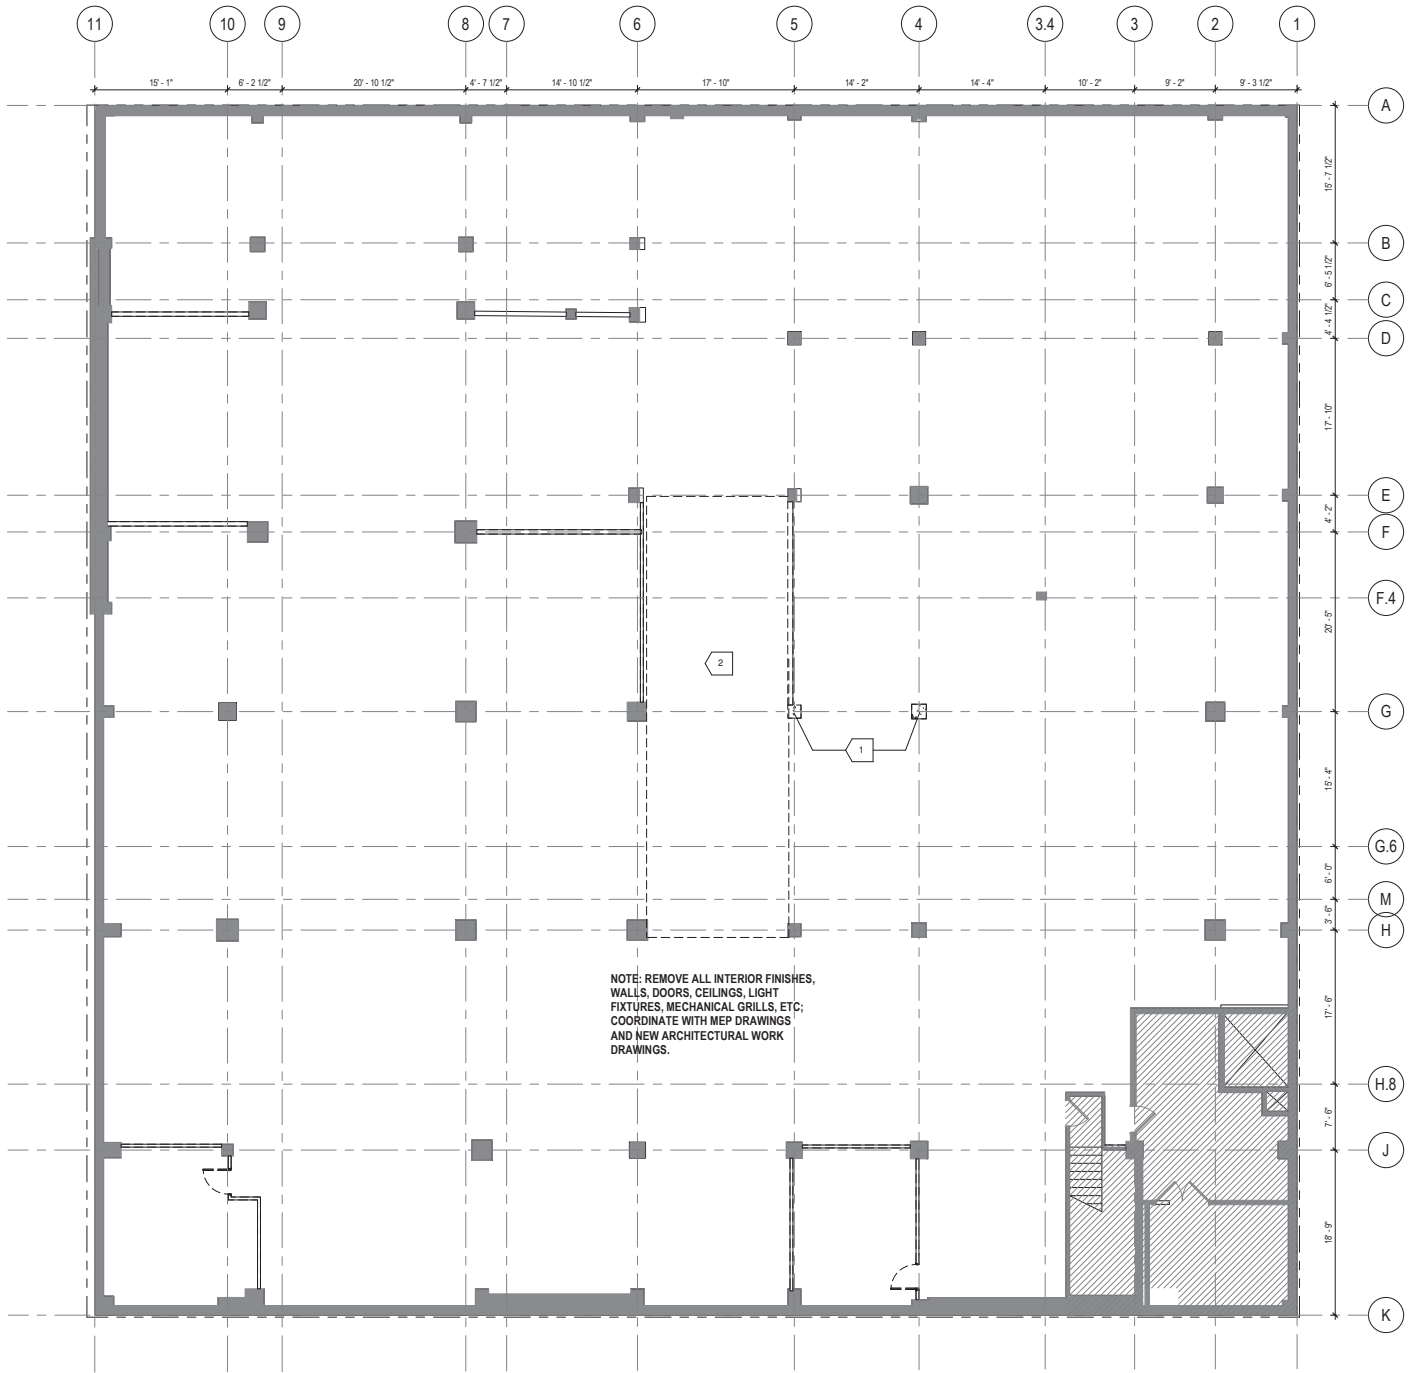 11 10 9 8 7 6 5 4 3.4 3 2 1
15' - 1" 6' - 2 1/2" 20' - 10 1/2" 4' - 7 1/2" 14' - 10 1/2" 17' - 10" 14' - 2" 14' - 4" 10' - 2" 9' - 2" 9' - 3 1/2"
A
15' - 7 1/2"
B
6' - 5 1/2"
C
4' - 4 1/2"
D
17' - 10"
E
4' - 2"
F
F.4
20' - 5"
2
G
1
15' - 4"
G.6
6' - 0"
M
3' - 6"
H
NOTE: REMOVE ALL INTERIOR FINISHES,
WALLS, DOORS, CEILINGS, LIGHT
FIXTURES, MECHANICAL GRILLS, ETC;
COORDINATE WITH MEP DRAWINGS
AND NEW ARCHITECTURAL WORK
DRAWINGS.
17' - 6"
H.8
7' - 6"
J
18' - 9"
K